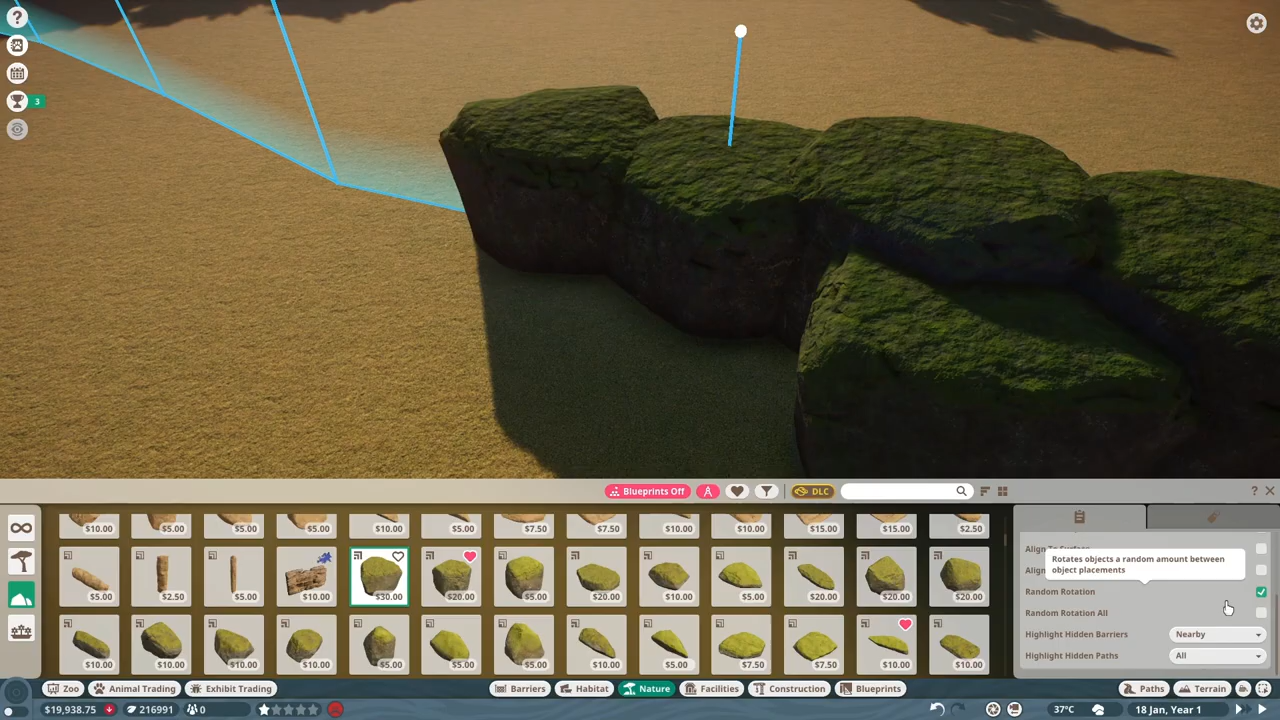 ?
3
Blueprints Off
DLC
?
$10.00 $5.00 $5.00 $5.00 $10.00 $5.00 $7.50 $7.50 $10.00 $10.00 $15.00 $15.00 $2.50
$5.00 $2.50 $5.00 $10.00 $30.00 $20.00 $5.00 $20.00 $10.00 $5.00 $20.00 $20.00 $20.00
$10.00 $10.00 $10.00 $10.00 $5.00 $5.00 $5.00 $10.00 $5.00 $7.50 $7.50 $10.00 $10.00
Align To Surface
Rotates objects a random amount between
object placements
Align
Random Rotation
Random Rotation All
Highlight Hidden Barriers Nearby
Highlight Hidden Paths All
Zoo Animal Trading Exhibit Trading Barriers Habitat Nature Facilities Construction Blueprints Paths Terrain
$19,938.75 216991 0 37°C 18 Jan, Year 1